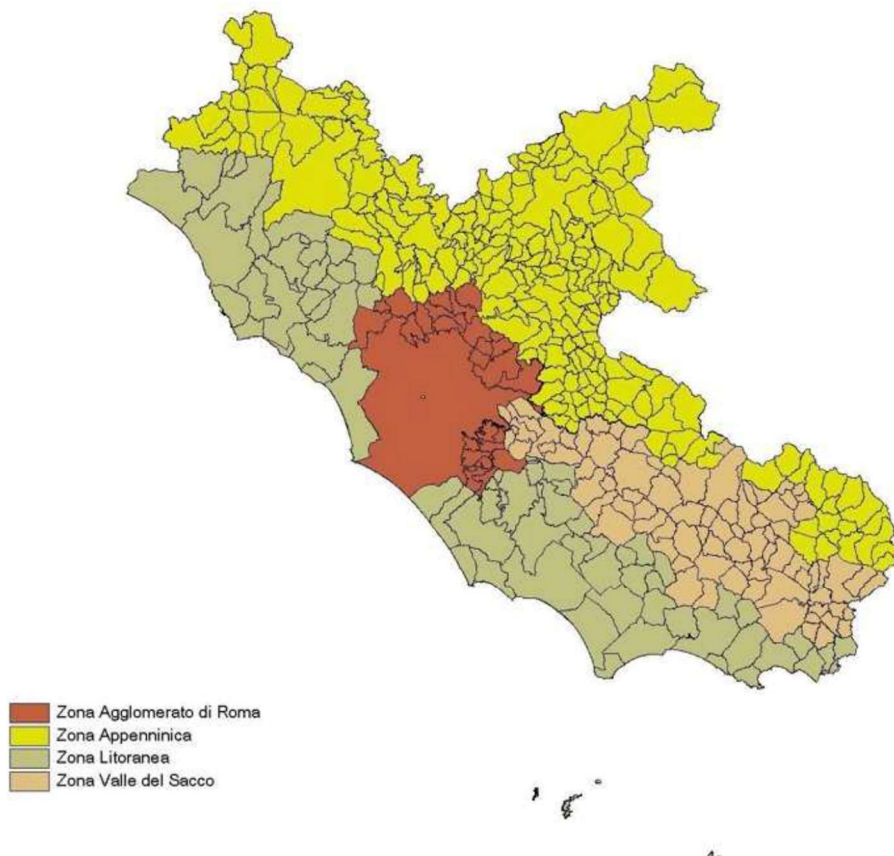 Zona Agglomerato di Roma
Zona Appenninica
Zona Litoranea
Zona Valle del Sacco